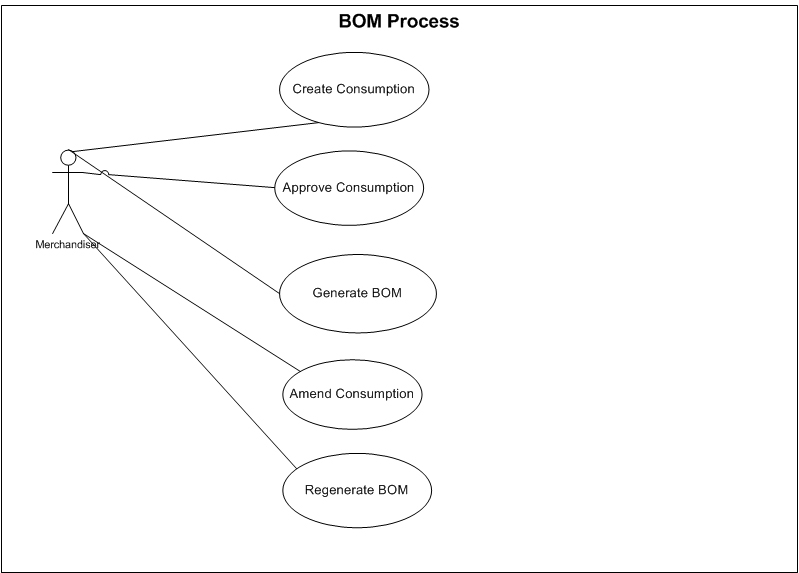 BOM Process
Create Consumption
Approve Consumption
Merchandiser
Generate BOM
Amend Consumption
Regenerate BOM